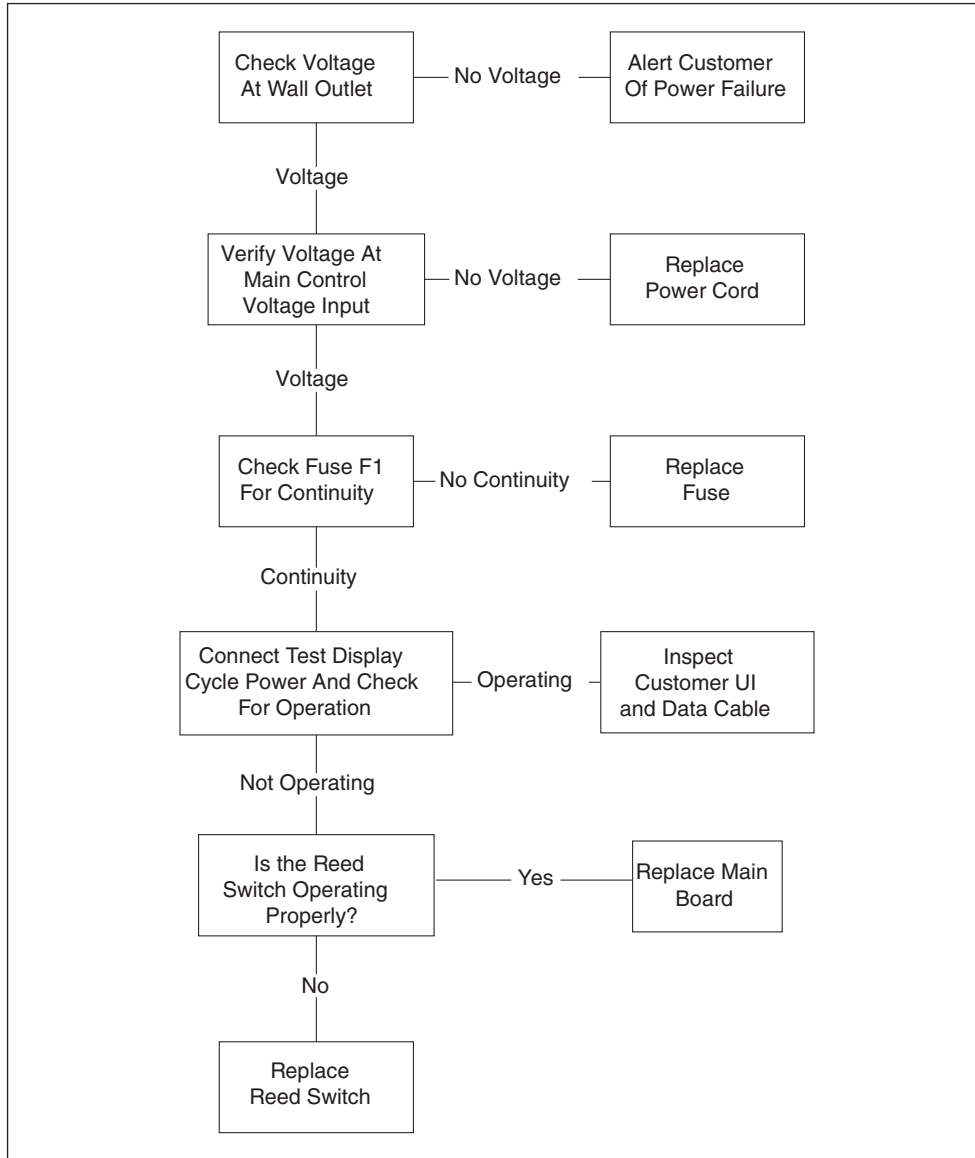 Check Voltage
At Wall Outlet
No Voltage
Alert Customer
Of Power Failure
Voltage
Verify Voltage At
Main Control
Voltage Input
No Voltage
Replace
Power Cord
Voltage
Check Fuse F1
For Continuity
No Continuity
Replace
Fuse
Continuity
Connect Test Display
Cycle Power And Check
For Operation
Operating
Inspect
Customer UI
and Data Cable
Not Operating
Is the Reed
Switch Operating
Properly?
Yes
Replace Main
Board
No
Replace
Reed Switch